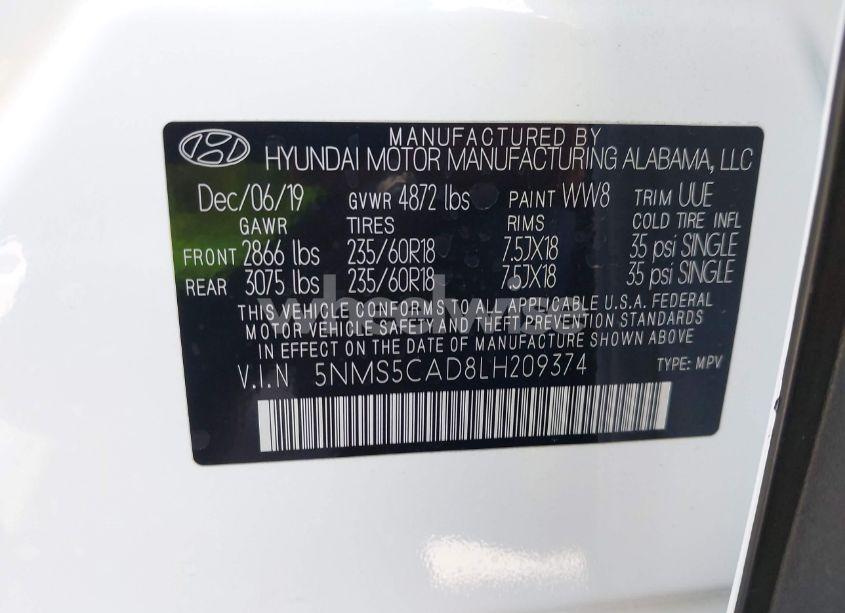 MANUFACTURED BY
HYUNDAI MOTOR MANUFACTURING ALABAMA, LLC
Dec/06/19 GVWR 4872 lbs PAINT WW8 TRIM UUE
GAWR TIRES RIMS COLD TIRE INFL
FRONT 2866 lbs 235/60R18 7.5JX18 35 psi SINGLE
REAR 3075 lbs 235/60R18 7.5JX18 35 psi SINGLE
THIS VEHICLE CONFORMS TO ALL APPLICABLE U.S.A. FEDERAL
MOTOR VEHICLE SAFETY AND THEFT PREVENTION STANDARDS
IN EFFECT ON THE DATE OF MANUFACTURE SHOWN ABOVE
V.I.N 5NMS5CAD8LH209374 TYPE: MPV